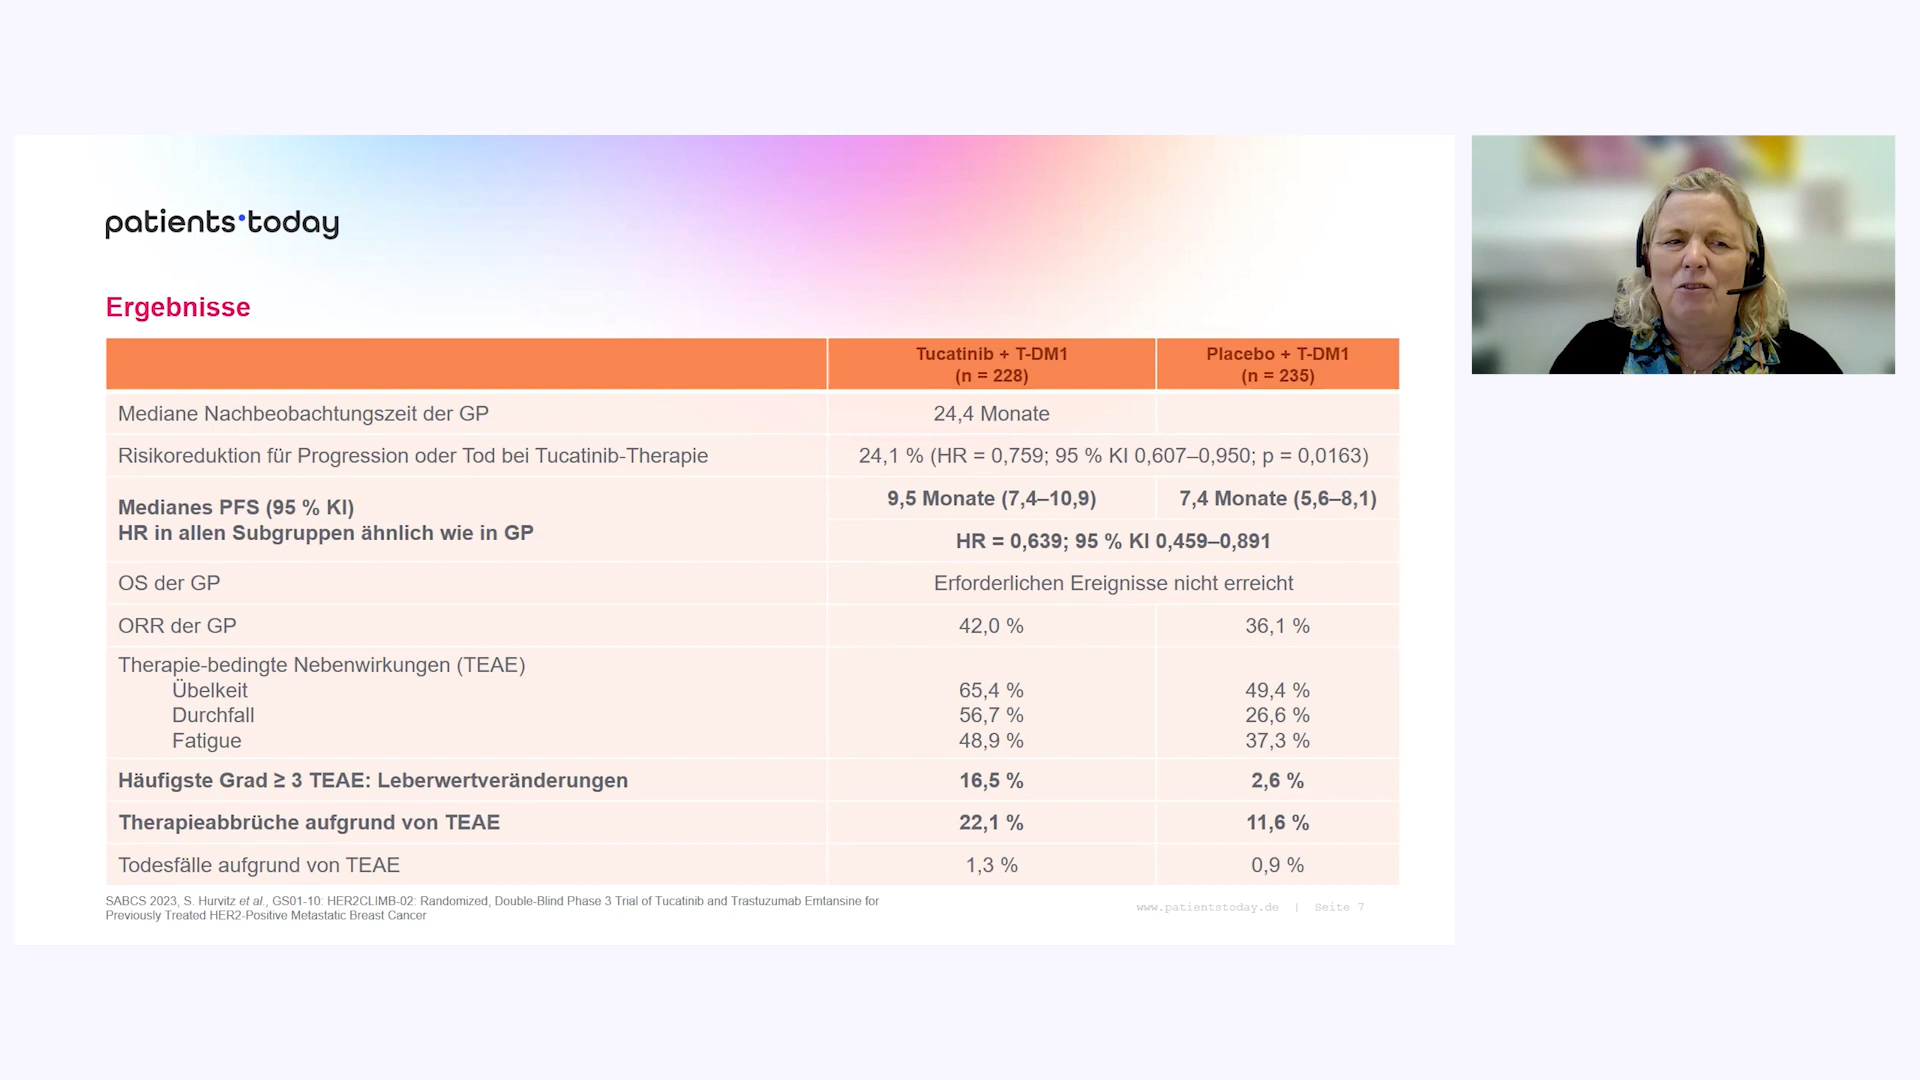 patients•today
Ergebnisse
Tucatinib + T-DM1
(n = 228)
Placebo + T-DM1
(n = 235)
Mediane Nachbeobachtungszeit der GP
24,4 Monate
Risikoreduktion für Progression oder Tod bei Tucatinib-Therapie
24,1 % (HR = 0,759; 95 % KI 0,607–0,950; p = 0,0163)
Medianes PFS (95 % KI)
HR in allen Subgruppen ähnlich wie in GP
9,5 Monate (7,4–10,9)
7,4 Monate (5,6–8,1)
HR = 0,639; 95 % KI 0,459–0,891
OS der GP
Erforderlichen Ereignisse nicht erreicht
ORR der GP
42,0 %
36,1 %
Therapie-bedingte Nebenwirkungen (TEAE)
Übelkeit
65,4 %
49,4 %
Durchfall
56,7 %
26,6 %
Fatigue
48,9 %
37,3 %
Häufigste Grad ≥ 3 TEAE: Leberwertveränderungen
16,5 %
2,6 %
Therapieabbrüche aufgrund von TEAE
22,1 %
11,6 %
Todesfälle aufgrund von TEAE
1,3 %
0,9 %
SABCS 2023, S. Hurvitz et al., GS01-10: HER2CLIMB-02: Randomized, Double-Blind Phase 3 Trial of Tucatinib and Trastuzumab Emtansine for
Previously Treated HER2-Positive Metastatic Breast Cancer
www.patientstoday.de | Seite 7